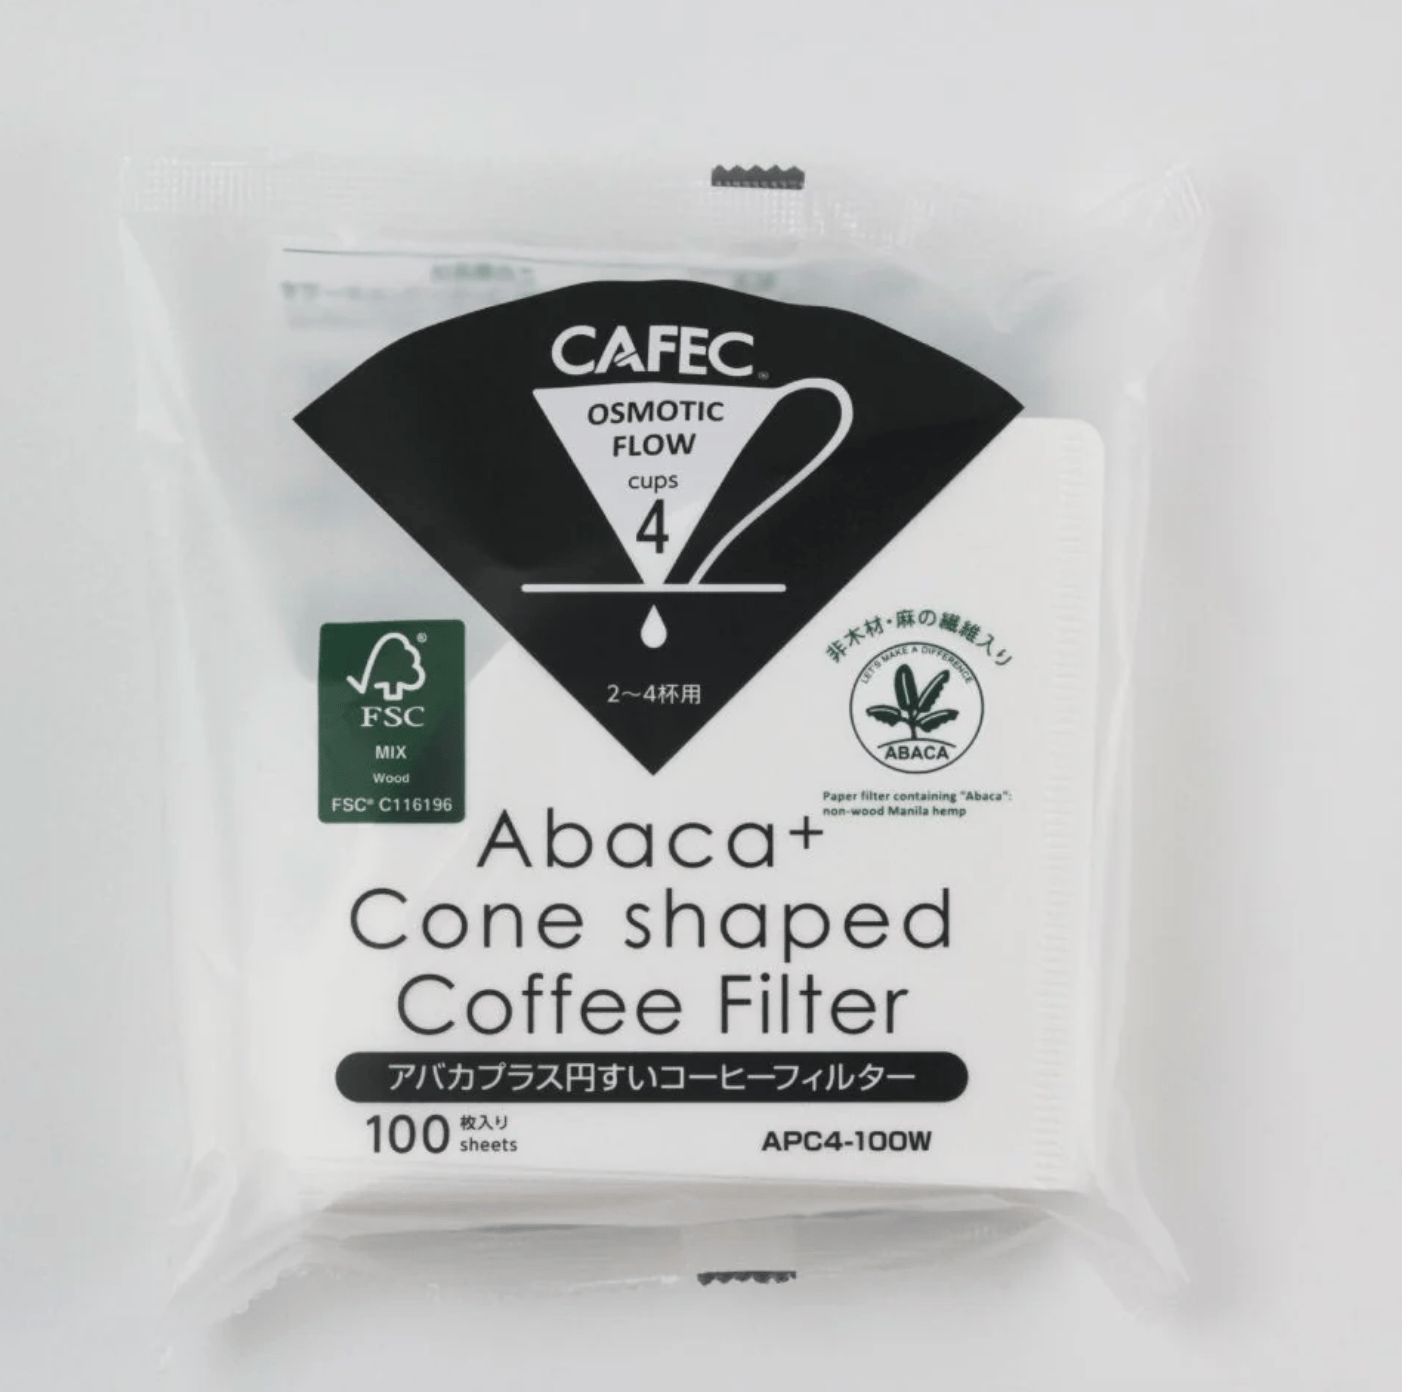 CAFEC
OSMOTIC
FLOW
cups
4
2～4杯用
FSC®
MIX
Wood
FSC® C116196
非木材・麻の繊維入り
LET'S MAKE A DIFFERENCE
ABACA
Paper filter containing "Abaca":
non-wood Manila hemp
Abaca+
Cone shaped
Coffee Filter
アバカプラス円すいコーヒーフィルター
100 枚入り
sheets
APC4-100W